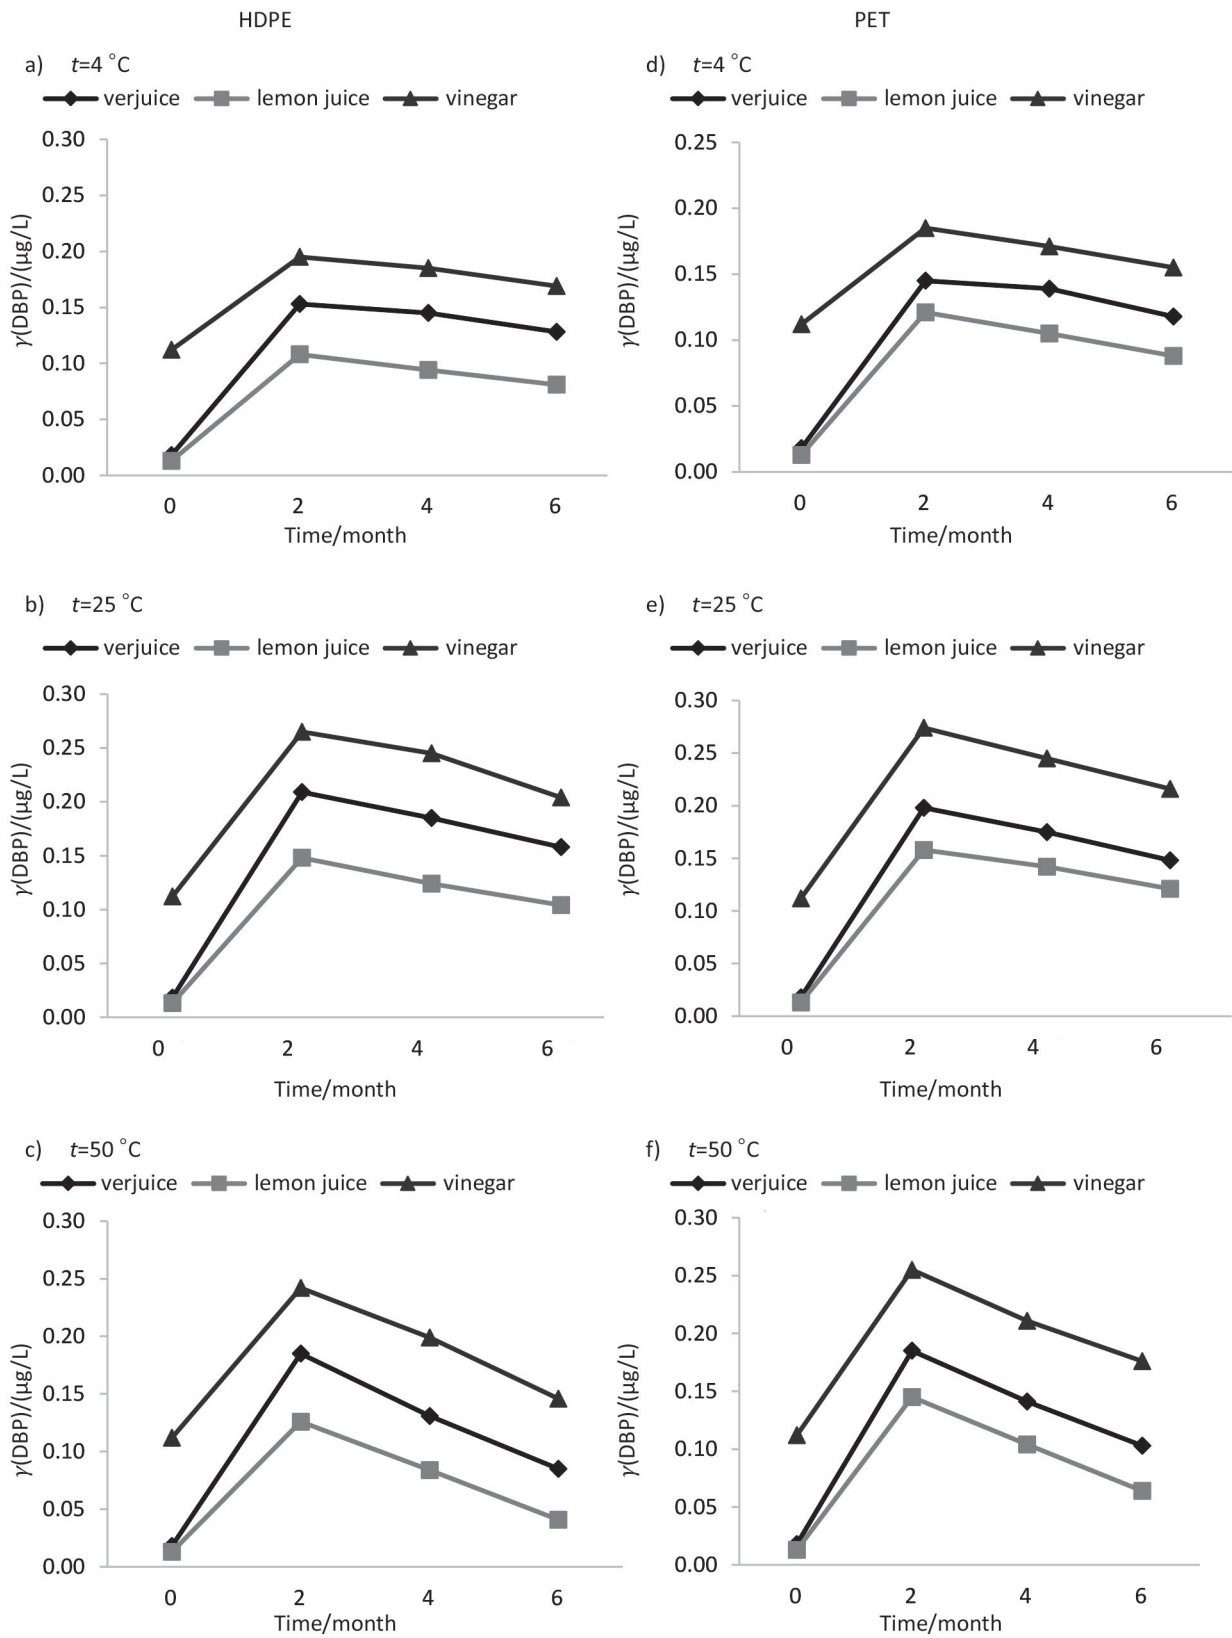 HDPE
PET
a) t=4 °C
verjuice lemon juice vinegar
0.30
0.25
0.20
0.15
0.10
0.05
0.00
γ(DBP)/(µg/L)
0 2 4 6
Time/month
d) t=4 °C
verjuice lemon juice vinegar
0.25
0.20
0.15
0.10
0.05
0.00
γ(DBP)/(µg/L)
0 2 4 6
Time/month
b) t=25 °C
verjuice lemon juice vinegar
0.30
0.25
0.20
0.15
0.10
0.05
0.00
γ(DBP)/(µg/L)
0 2 4 6
Time/month
e) t=25 °C
verjuice lemon juice vinegar
0.30
0.25
0.20
0.15
0.10
0.05
0.00
γ(DBP)/(µg/L)
0 2 4 6
Time/month
c) t=50 °C
verjuice lemon juice vinegar
0.30
0.25
0.20
0.15
0.10
0.05
0.00
γ(DBP)/(µg/L)
0 2 4 6
Time/month
f) t=50 °C
verjuice lemon juice vinegar
0.30
0.25
0.20
0.15
0.10
0.05
0.00
γ(DBP)/(µg/L)
0 2 4 6
Time/month